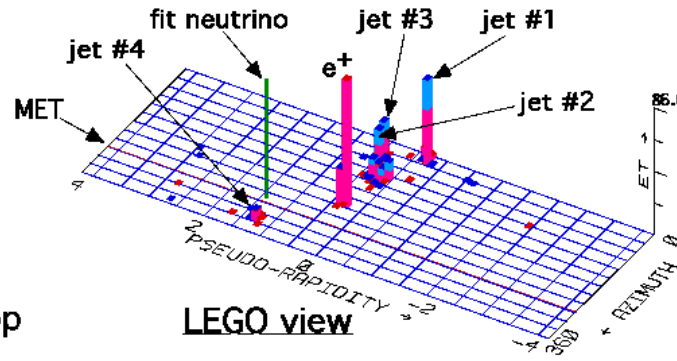 fit neutrino
jet #3
jet #1
jet #4
e+
jet #2
MET
86.
ET →
4
2
0
-2
-4
PSEUDO-RAPIDITY →
360
← AZIMUTH
0
op
LEGO view